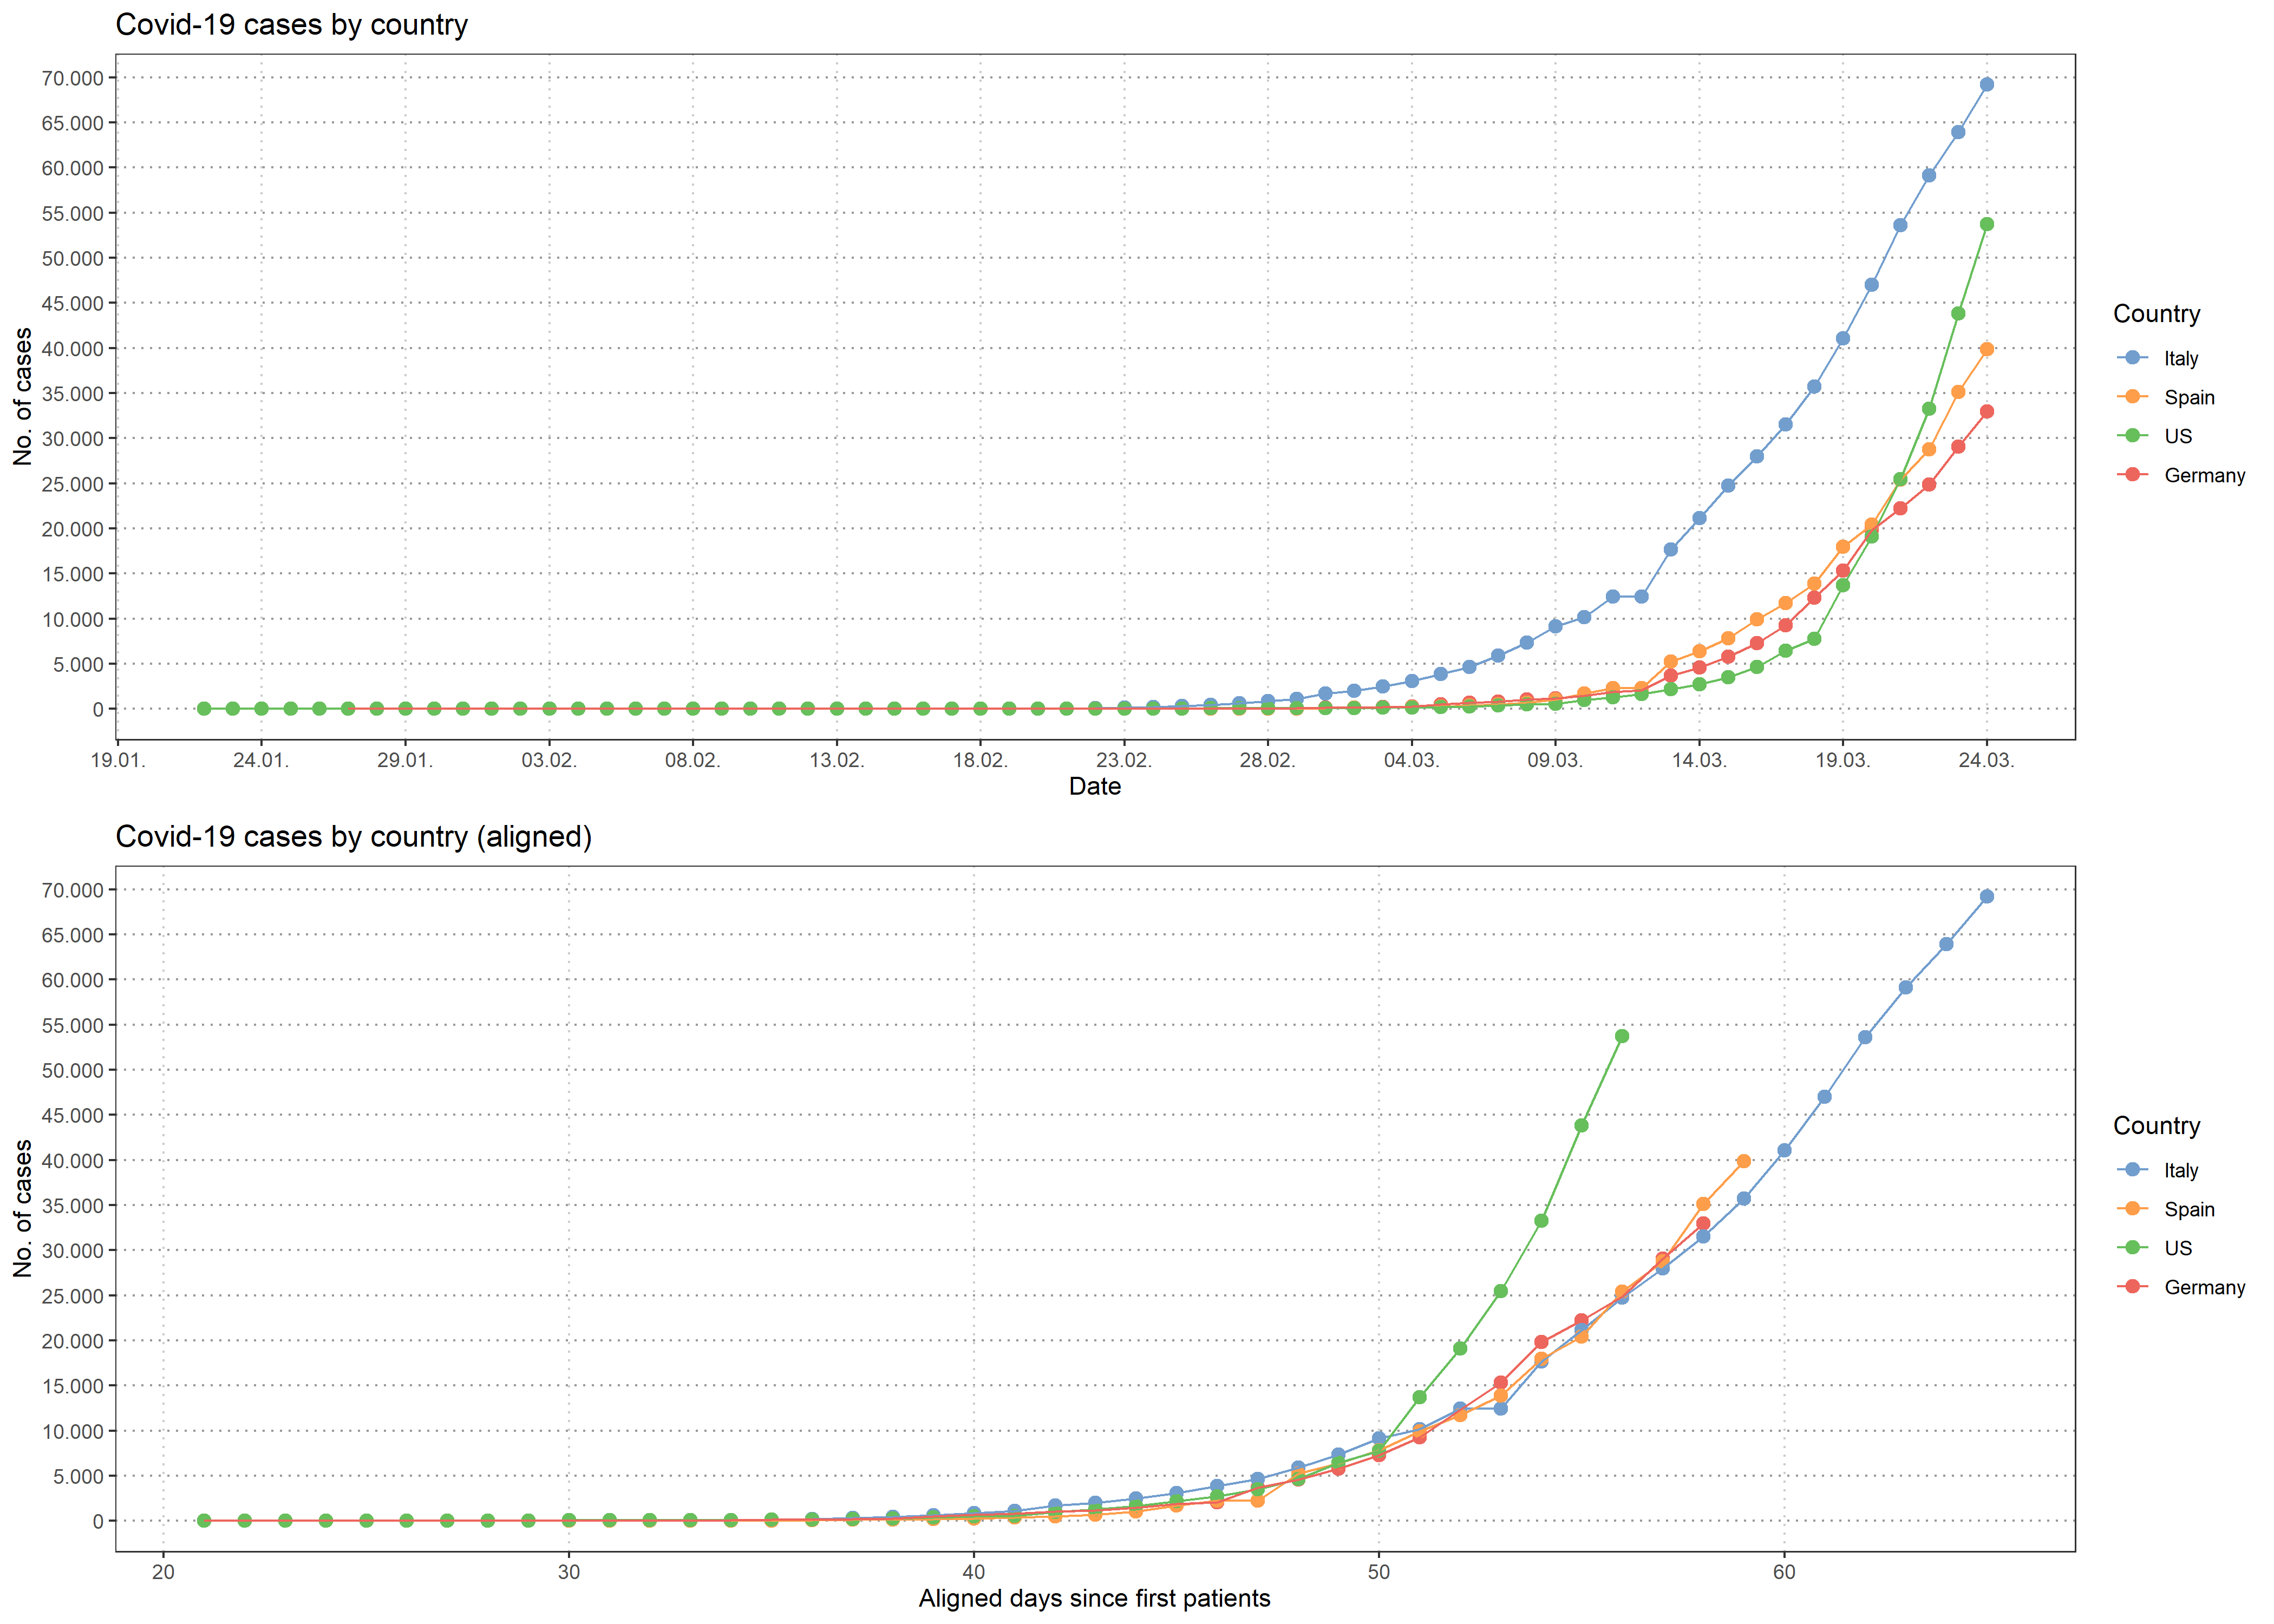 Covid-19 cases by country
70.000
65.000
60.000
55.000
50.000
45.000
40.000
35.000
30.000
25.000
20.000
15.000
10.000
5.000
0
No. of cases
19.01. 24.01. 29.01. 03.02. 08.02. 13.02. 18.02. 23.02. 28.02. 04.03. 09.03. 14.03. 19.03. 24.03.
Date
Country
Italy
Spain
US
Germany
Covid-19 cases by country (aligned)
70.000
65.000
60.000
55.000
50.000
45.000
40.000
35.000
30.000
25.000
20.000
15.000
10.000
5.000
0
No. of cases
20 30 40 50 60
Aligned days since first patients
Country
Italy
Spain
US
Germany